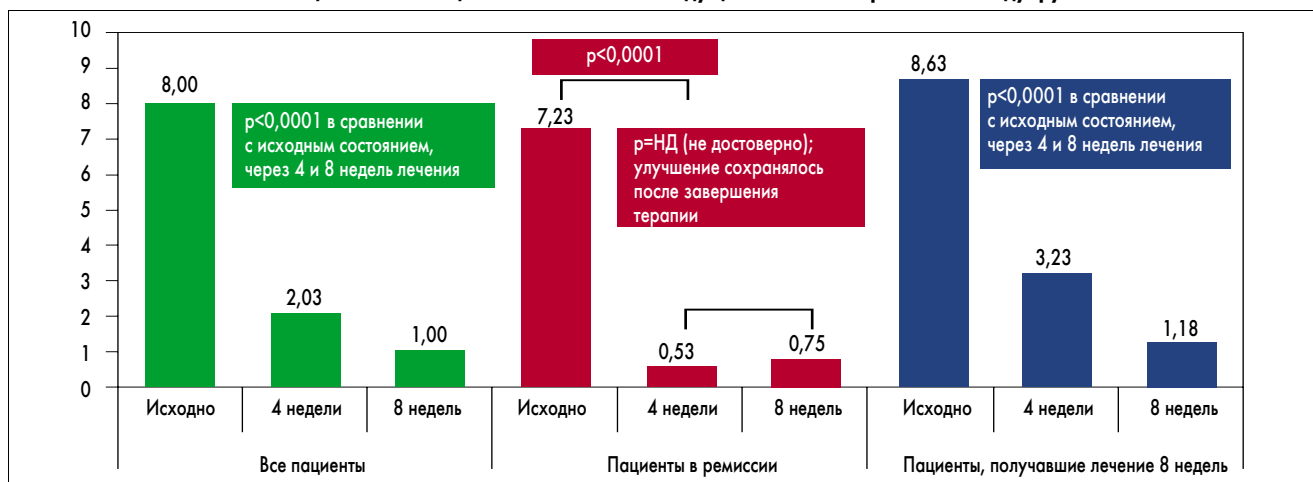 10
9
8
7
6
5
4
3
2
1
0
8,00
2,03
1,00
p<0,0001 в сравнении
с исходным состоянием,
через 4 и 8 недель лечения
p<0,0001
7,23
p=НД (не достоверно);
улучшение сохранялось
после завершения
терапии
0,53
0,75
8,63
p<0,0001 в сравнении
с исходным состоянием,
через 4 и 8 недель лечения
3,23
1,18
Исходно
4 недели
8 недель
Исходно
4 недели
8 недель
Исходно
4 недели
8 недель
Все пациенты
Пациенты в ремиссии
Пациенты, получавшие лечение 8 недель